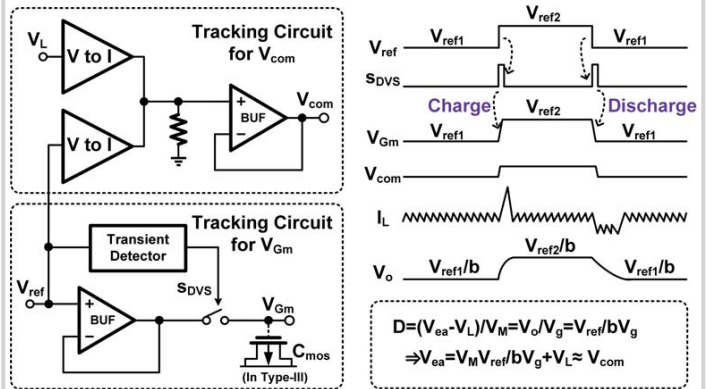 Tracking Circuit
for Vcom
VL
V to I
V to I
+
BUF
−
Vcom
Tracking Circuit
for VGm
Transient
Detector
sDVS
Vref
+
BUF
−
VGm
Cmos
(In Type-III)
Vref
Vref1
Vref2
Vref1
sDVS
Charge
Discharge
VGm
Vref1
Vref2
Vref1
Vcom
IL
Vo
Vref1/b
Vref2/b
Vref1/b
D=(Vea-VL)/VM=Vo/Vg=Vref/bVg
⇒Vea=VMVref/bVg+VL≈ Vcom